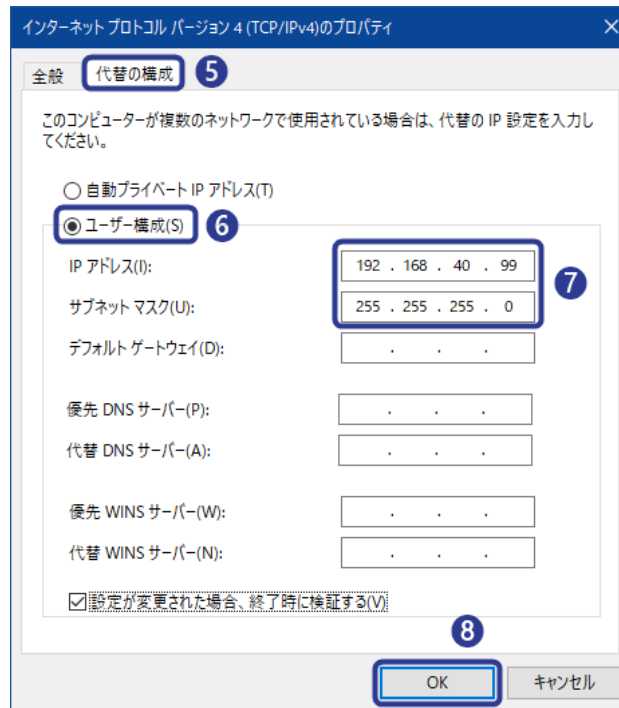 インターネット プロトコル バージョン 4 (TCP/IPv4)のプロパティ
全般
代替の構成
5
このコンピューターが複数のネットワークで使用されている場合は、代替の IP 設定を入力し
てください。
自動プライベート IP アドレス(T)
ユーザー構成(S)
6
IP アドレス(I):
192 . 168 . 40 . 99
7
サブネット マスク(U):
255 . 255 . 255 . 0
デフォルト ゲートウェイ(D):
. . .
優先 DNS サーバー(P):
. . .
代替 DNS サーバー(A):
. . .
優先 WINS サーバー(W):
. . .
代替 WINS サーバー(N):
. . .
設定が変更された場合、終了時に検証する(V)
8
OK
キャンセル